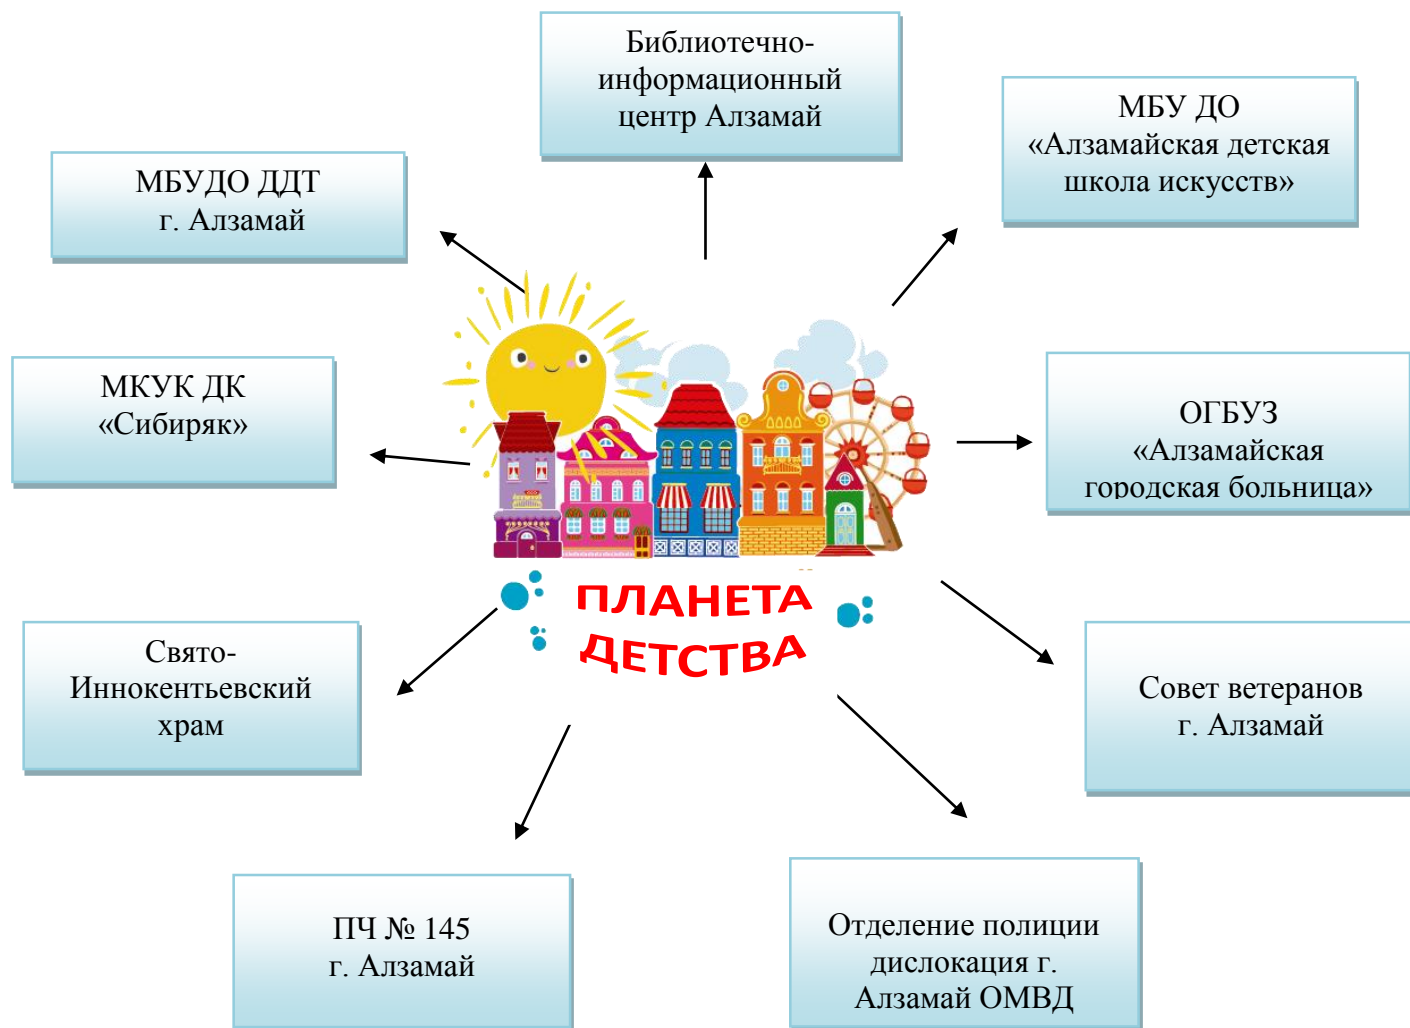 Библиотечно-
информационный
центр Алзамай
МБУ ДО
«Алзамайская детская
школа искусств»
МБУДО ДДТ
г. Алзамай
МКУК ДК
«Сибиряк»
ОГБУЗ
«Алзамайская
городская больница»
ПЛАНЕТА
ДЕТСТВА
Свято-
Иннокентьевский
храм
Совет ветеранов
г. Алзамай
ПЧ № 145
г. Алзамай
Отделение полиции
дислокация г.
Алзамай ОМВД